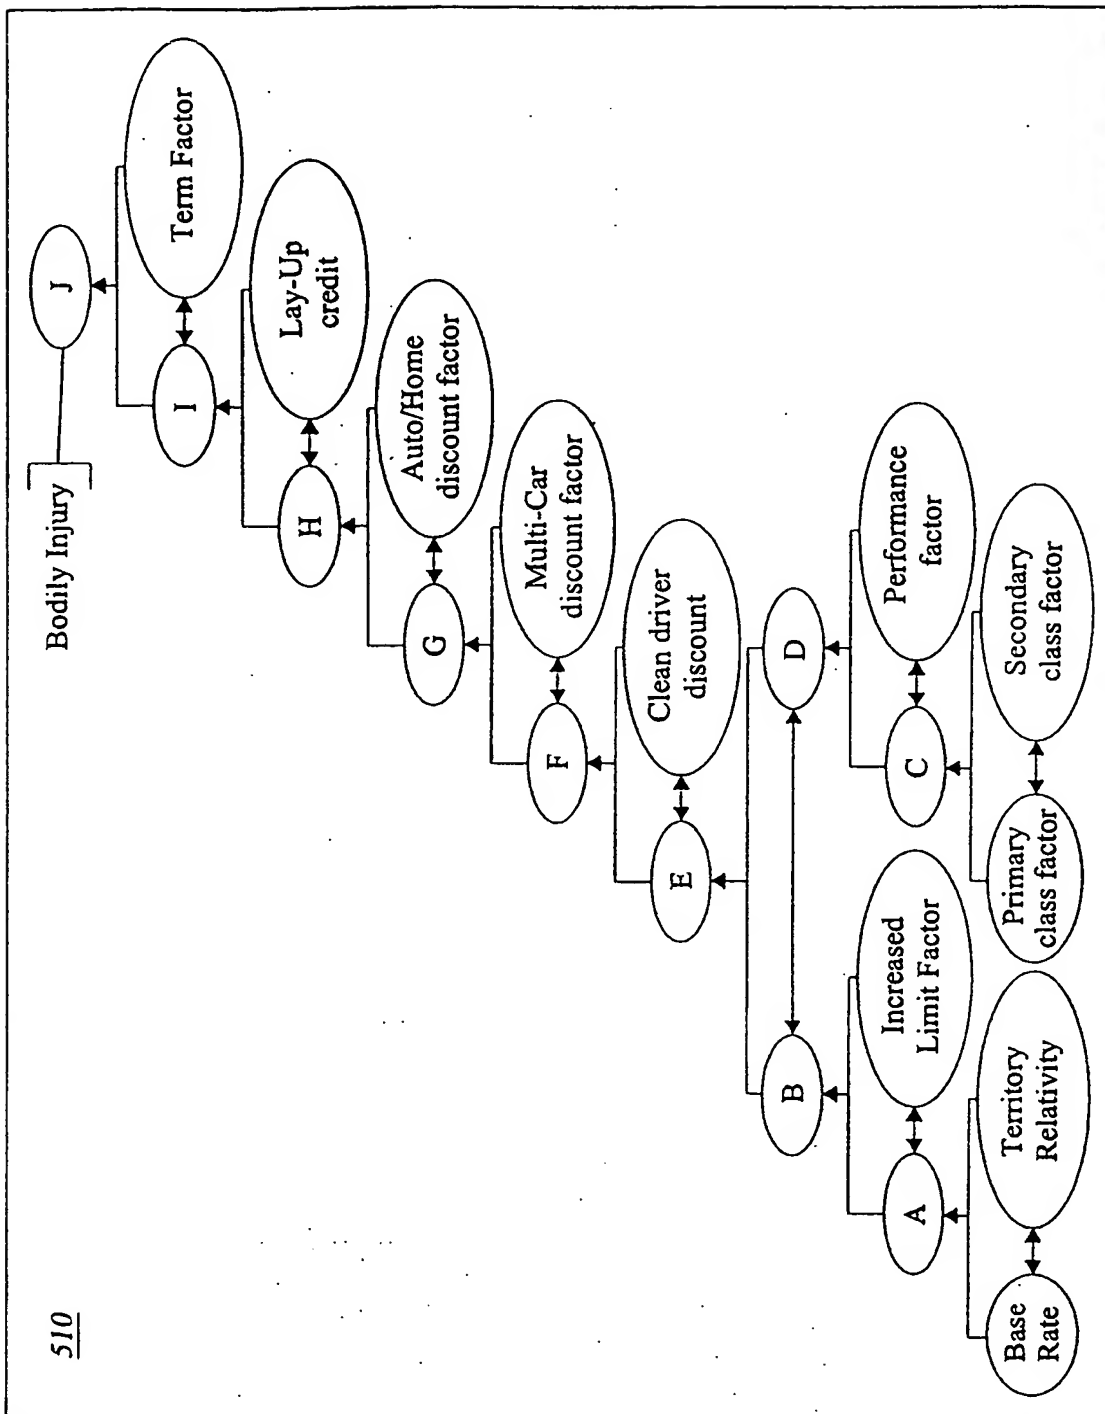 510
Bodily Injury
J
I
Term Factor
H
Lay-Up
credit
G
Auto/Home
discount factor
F
Multi-Car
discount factor
E
Clean driver
discount
B
D
A
Increased
Limit Factor
C
Performance
factor
Base
Rate
Territory
Relativity
Primary
class factor
Secondary
class factor